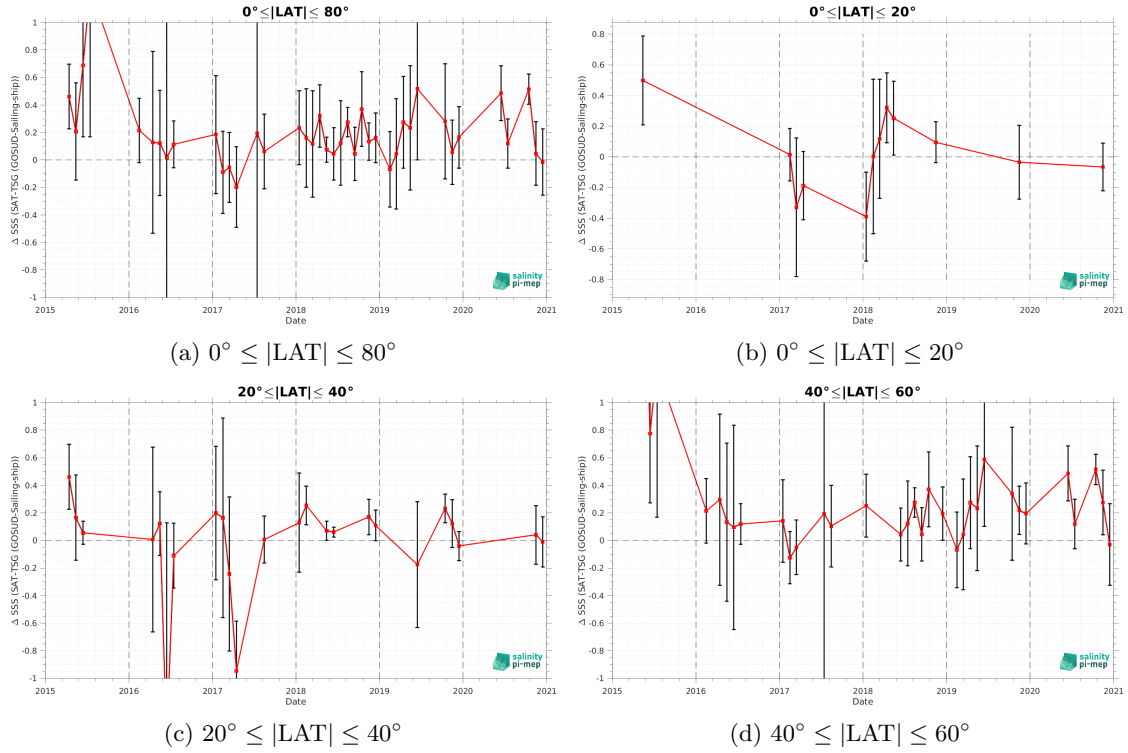 0°≤|LAT|≤ 80°
1
0.8
0.6
0.4
0.2
0
-0.2
-0.4
-0.6
-0.8
-1
Δ SSS (SAT-TSG (GOSUD-Sailing-ship))
2015 2016 2017 2018 2019 2020 2021
Date
salinity
pi-mep
(a) 0° ≤ |LAT| ≤ 80°
0°≤|LAT|≤ 20°
0.8
0.6
0.4
0.2
0
-0.2
-0.4
-0.6
-0.8
Δ SSS (SAT-TSG (GOSUD-Sailing-ship))
2015 2016 2017 2018 2019 2020 2021
Date
salinity
pi-mep
(b) 0° ≤ |LAT| ≤ 20°
20°≤|LAT|≤ 40°
1
0.8
0.6
0.4
0.2
0
-0.2
-0.4
-0.6
-0.8
-1
Δ SSS (SAT-TSG (GOSUD-Sailing-ship))
2015 2016 2017 2018 2019 2020 2021
Date
salinity
pi-mep
(c) 20° ≤ |LAT| ≤ 40°
40°≤|LAT|≤ 60°
1
0.8
0.6
0.4
0.2
0
-0.2
-0.4
-0.6
-0.8
-1
Δ SSS (SAT-TSG (GOSUD-Sailing-ship))
2015 2016 2017 2018 2019 2020 2021
Date
salinity
pi-mep
(d) 40° ≤ |LAT| ≤ 60°